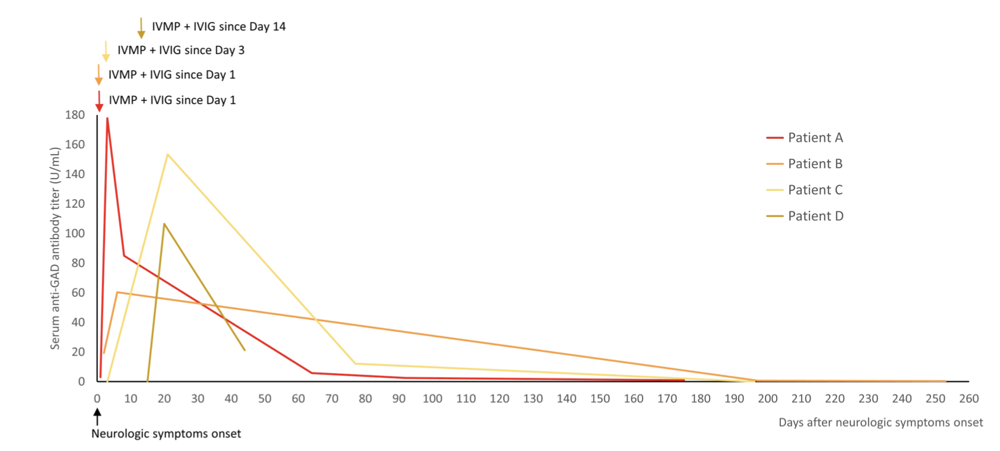 IVMP + IVIG since Day 14
IVMP + IVIG since Day 3
IVMP + IVIG since Day 1
IVMP + IVIG since Day 1
Serum anti-GAD antibody titer (U/mL)
180
160
140
120
100
80
60
40
20
0
Patient A
Patient B
Patient C
Patient D
0 10 20 30 40 50 60 70 80 90 100 110 120 130 140 150 160 170 180 190 200 210 220 230 240 250 260
Days after neurologic symptoms onset
Neurologic symptoms onset